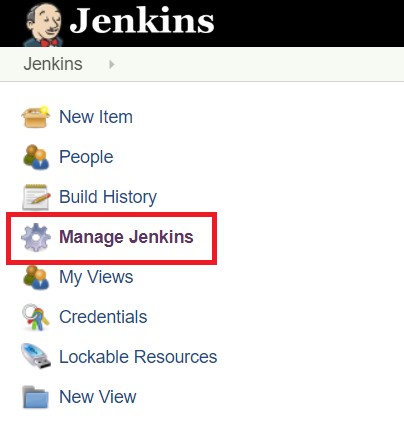 Jenkins
Jenkins
New Item
People
Build History
Manage Jenkins
My Views
Credentials
Lockable Resources
New View